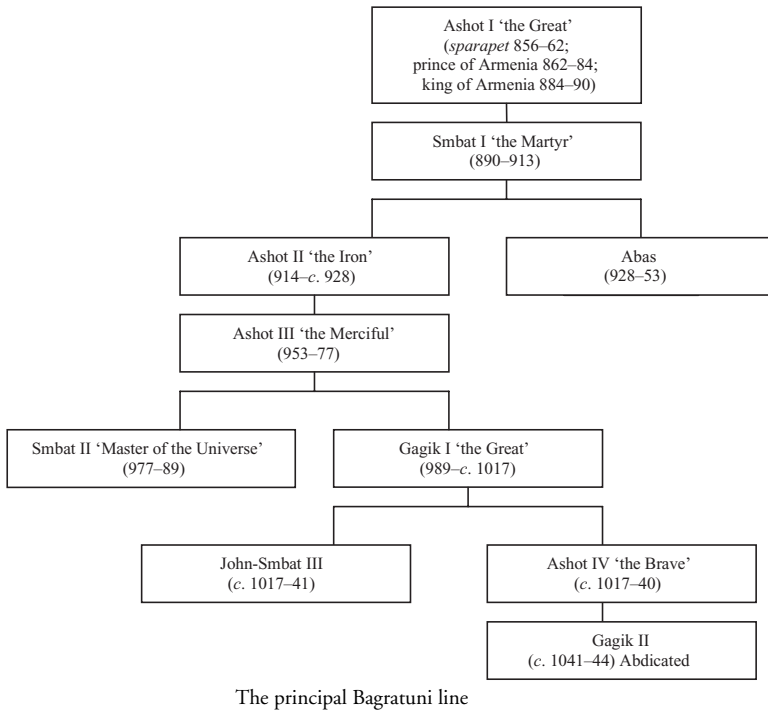 Ashot I ‘the Great’
(sparapet 856–62;
prince of Armenia 862–84;
king of Armenia 884–90)
Smbat I ‘the Martyr’
(890–913)
Ashot II ‘the Iron’
(914–c. 928)
Abas
(928–53)
Ashot III ‘the Merciful’
(953–77)
Smbat II ‘Master of the Universe’
(977–89)
Gagik I ‘the Great’
(989–c. 1017)
John-Smbat III
(c. 1017–41)
Ashot IV ‘the Brave’
(c. 1017–40)
Gagik II
(c. 1041–44) Abdicated
The principal Bagratuni line